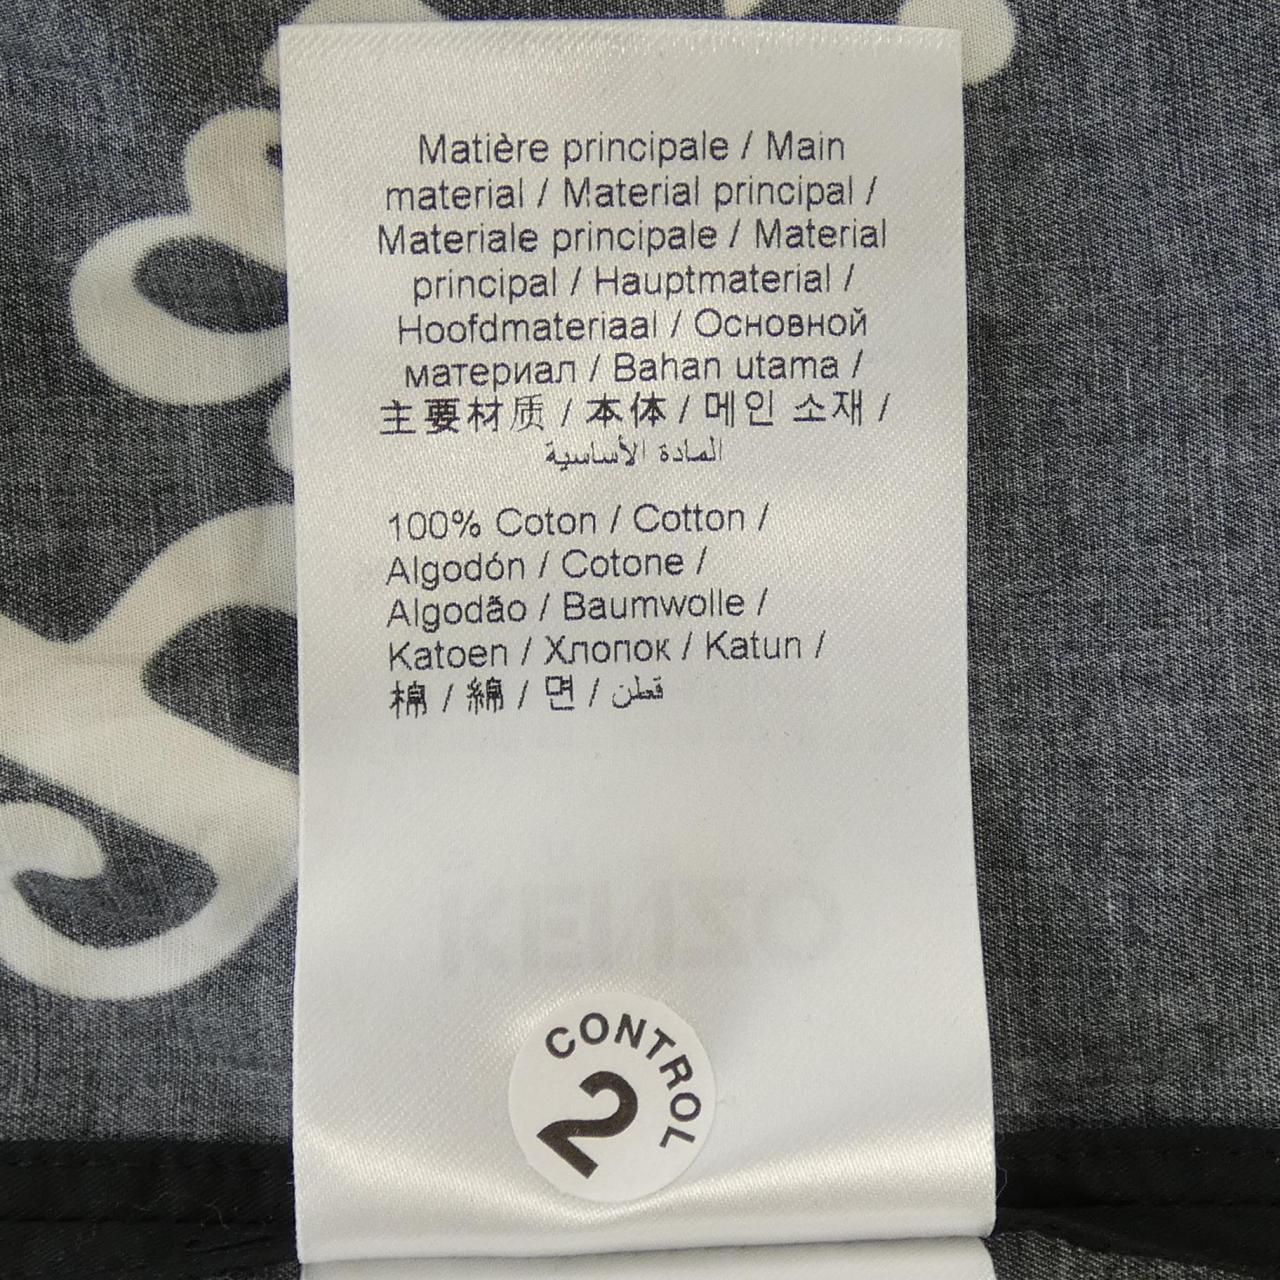 Matière principale / Main
material / Material principal /
Materiale principale / Material
principal / Hauptmaterial /
Hoofdmateriaal / Основной
материал / Bahan utama /
主要材质 / 本体 / 메인 소재 /
المادة الأساسية
100% Coton / Cotton /
Algodón / Cotone /
Algodão / Baumwolle /
Katoen / Хлопок / Katun /
棉 / 綿 / 면 / قطن
KENZO
CONTROL
2